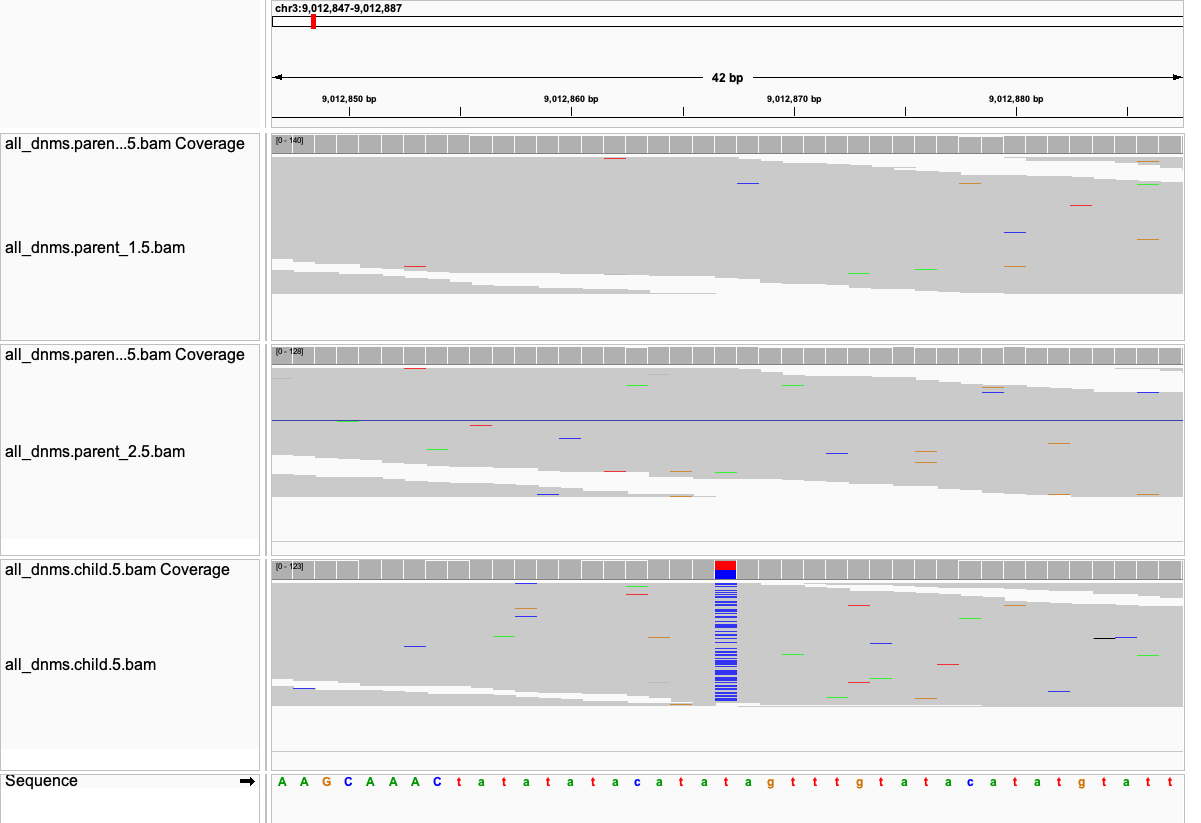 chr3:9,012,847-9,012,887
42 bp
9,012,850 bp 9,012,860 bp 9,012,870 bp 9,012,880 bp
all_dnms.paren...5.bam Coverage [0 - 140]
all_dnms.parent_1.5.bam
all_dnms.paren...5.bam Coverage [0 - 128]
all_dnms.parent_2.5.bam
all_dnms.child.5.bam Coverage [0 - 123]
all_dnms.child.5.bam
Sequence A A G C A A A C t a t a t a t a c a t a t a g t t t g t a t a c a t a t g t a t t